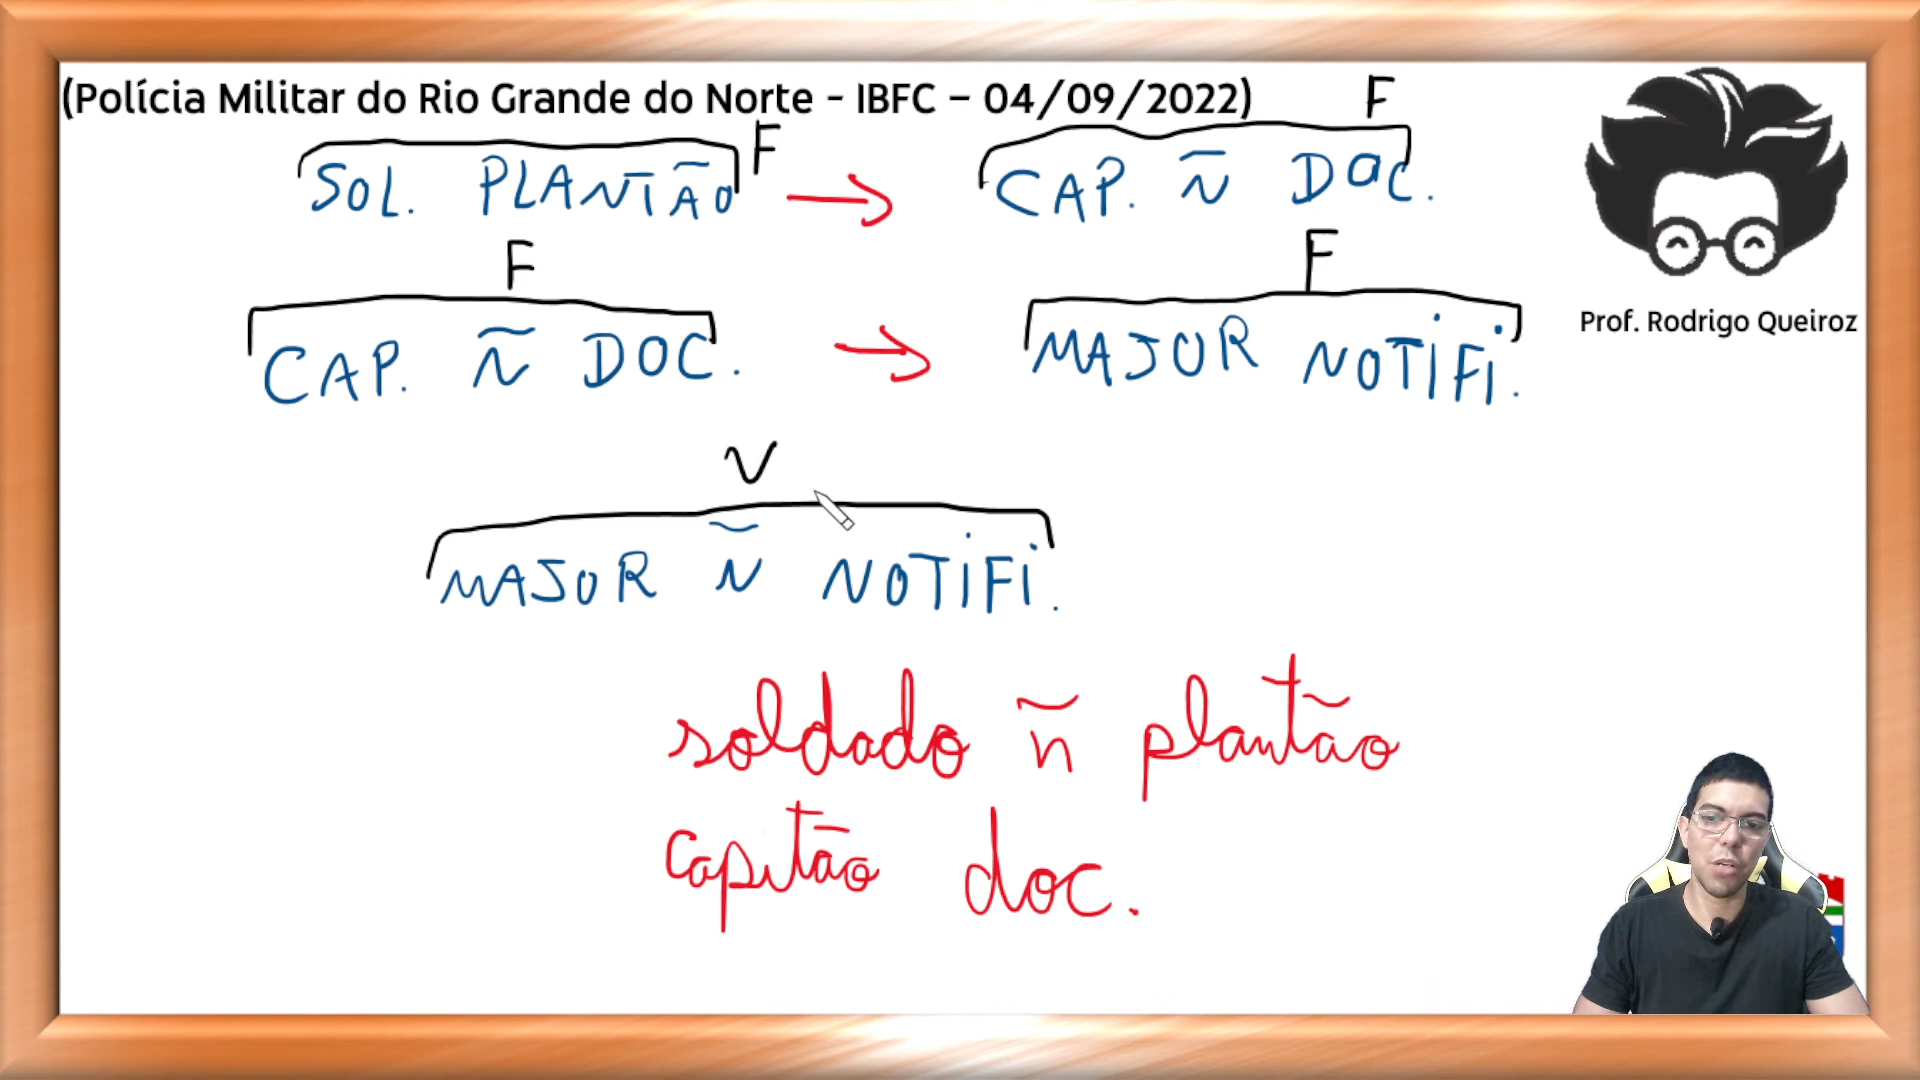 (Polícia Militar do Rio Grande do Norte - IBFC – 04/09/2022)
F
F
SOL. PLANTÃO → CAP. Ñ DOC.
F
F
CAP. Ñ DOC. → MAJOR NOTIFI.
Prof. Rodrigo Queiroz
V
MAJOR Ñ NOTIFI.
soldado ñ plantão
capitão doc.